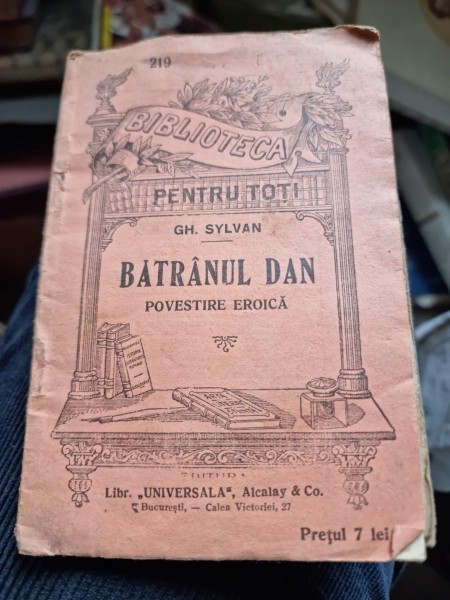 219
BIBLIOTECA
PENTRU TOȚI
GH. SYLVAN
BĂTRÂNUL DAN
POVESTIRE EROICĂ
Libr. „UNIVERSALA”, Alcalay & Co.
București, — Calea Victoriei, 27
Prețul 7 lei